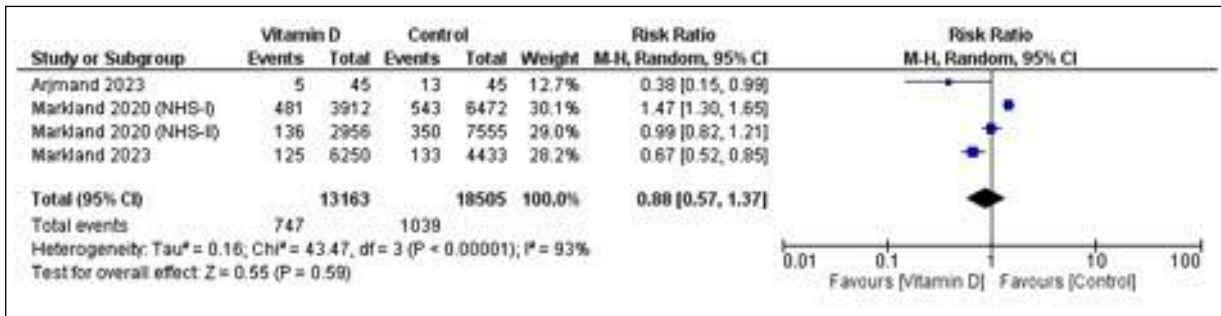 Vitamin D Control Risk Ratio Risk Ratio
Study or Subgroup Events Total Events Total Weight M-H, Random, 95% CI M-H, Random, 95% CI
Arjmand 2023 5 45 13 45 12.7% 0.38 [0.15, 0.99]
Markland 2020 (NHS-I) 481 3912 543 6472 30.1% 1.47 [1.30, 1.65]
Markland 2020 (NHS-II) 136 2956 350 7555 29.0% 0.99 [0.82, 1.21]
Markland 2023 125 6250 133 4433 28.2% 0.67 [0.52, 0.85]
Total (95% CI) 13163 18505 100.0% 0.88 [0.57, 1.37]
Total events 747 1039
Heterogeneity: Tau² = 0.16; Chi² = 43.47, df = 3 (P < 0.00001); I² = 93%
Test for overall effect: Z = 0.55 (P = 0.59)
0.01 0.1 1 10 100
Favours [Vitamin D] Favours [Control]